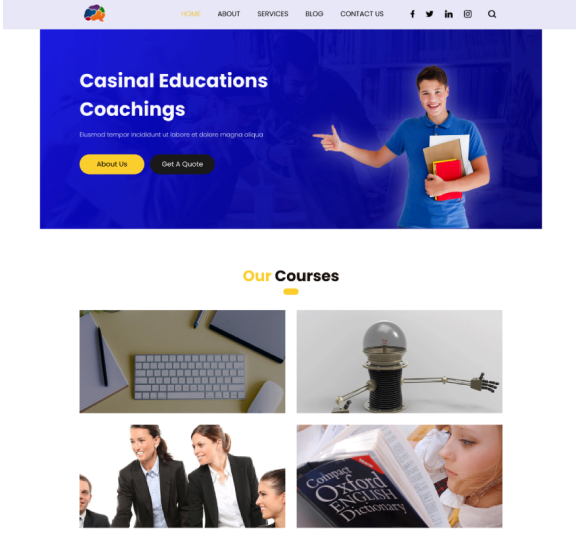 HOME ABOUT SERVICES BLOG CONTACT US
Casinal Educations
Coachings
Eiusmod tempor incididunt ut labore et dolore magna aliqua
About Us Get A Quote
Our Courses
Compact
Oxford
ENGLISH
Dictionary